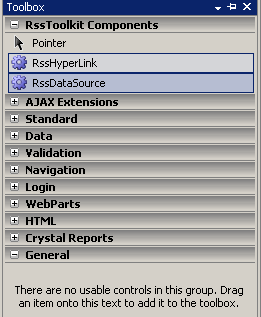 Toolbox
RssToolkit Components
Pointer
RssHyperLink
RssDataSource
AJAX Extensions
Standard
Data
Validation
Navigation
Login
WebParts
HTML
Crystal Reports
General
There are no usable controls in this group. Drag
an item onto this text to add it to the toolbox.